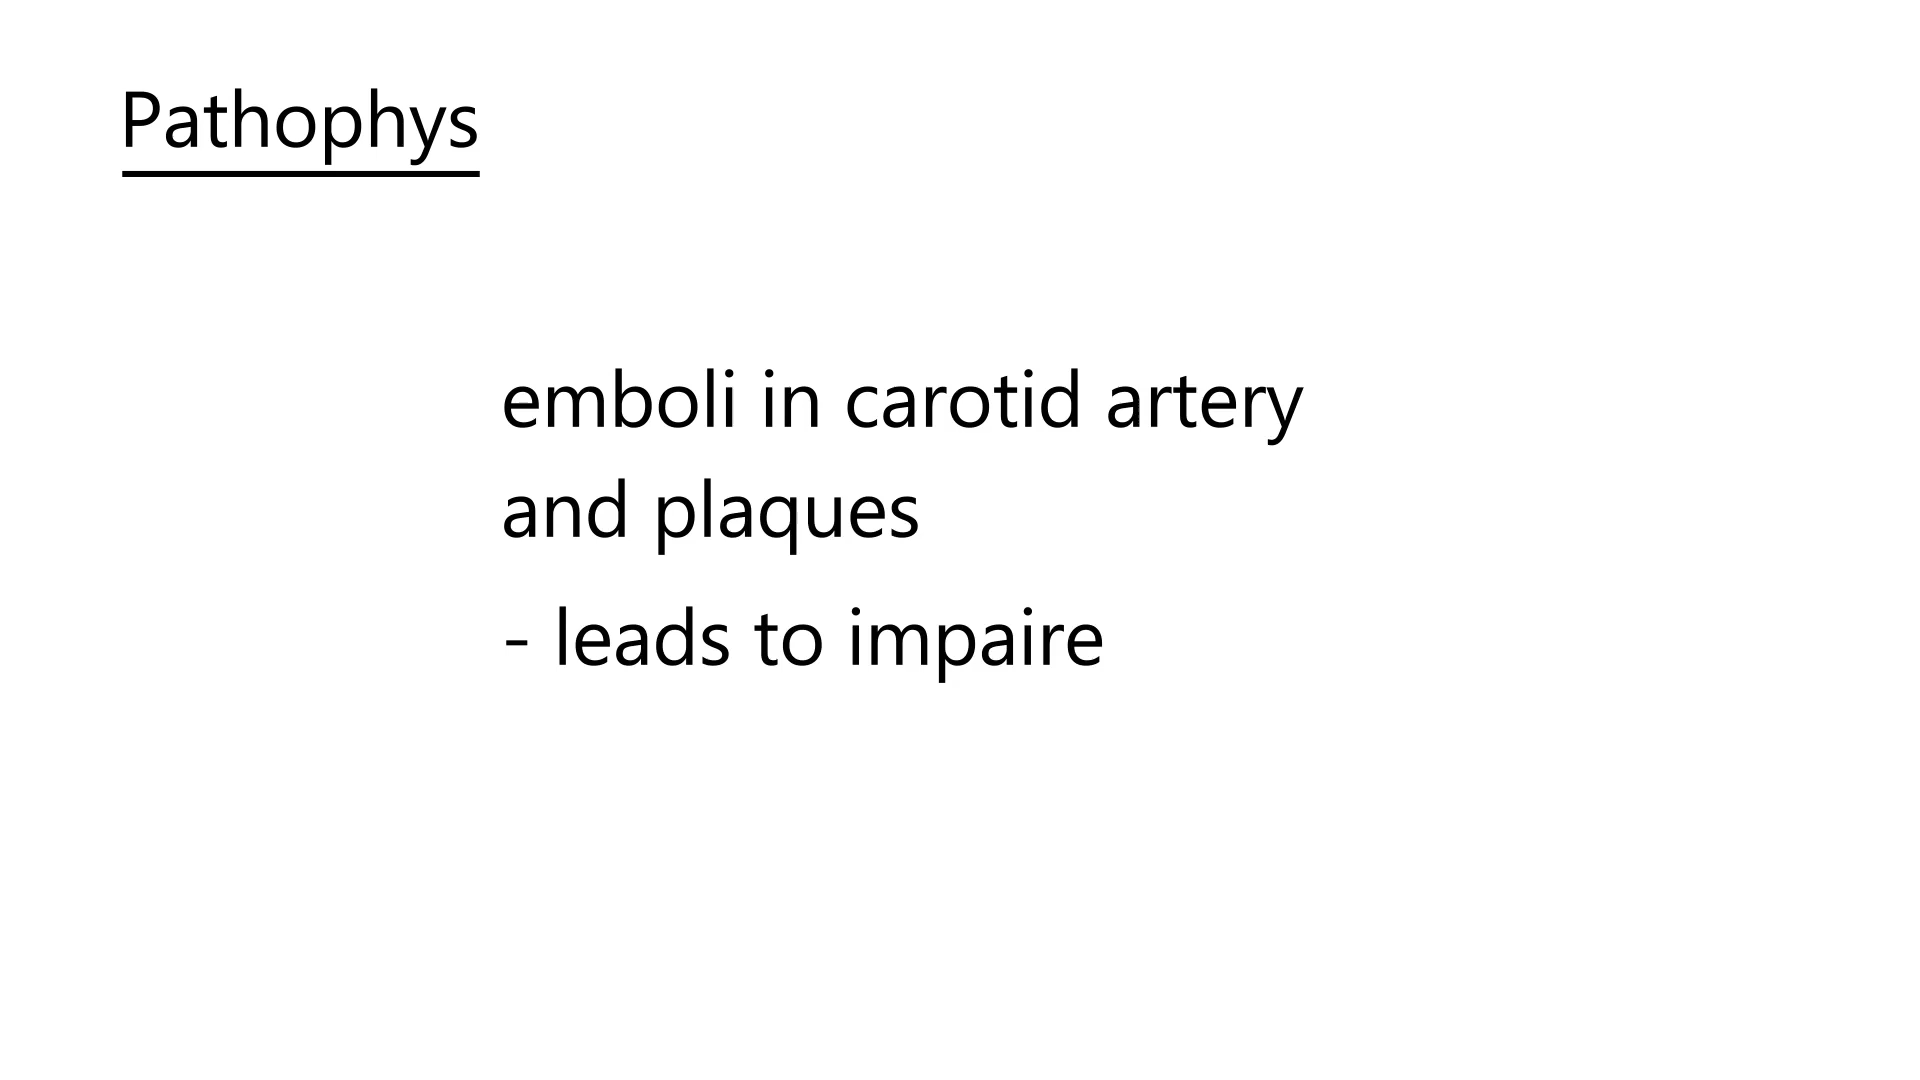 Pathophys
emboli in carotid artery
and plaques
- leads to impaire